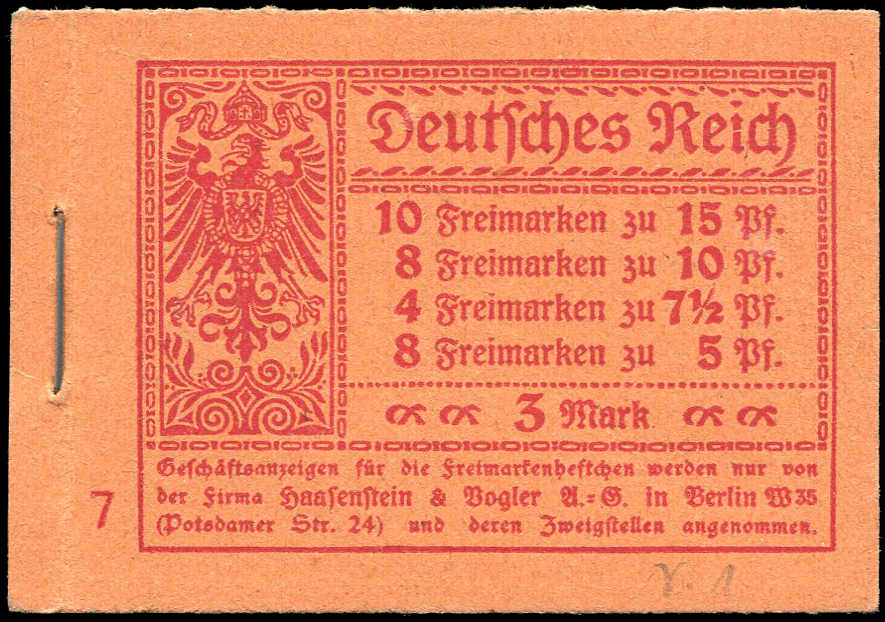 Deutsches Reich
10 Freimarken zu 15 Pf.
8 Freimarken zu 10 Pf.
4 Freimarken zu 7½ Pf.
8 Freimarken zu 5 Pf.
3 Mark
Geschäftsanzeigen für die Freimarkenheftchen werden nur von
der Firma Haasenstein & Vogler A.=G. in Berlin W 35
(Potsdamer Str. 24) und deren Zweigstellen angenommen.
7